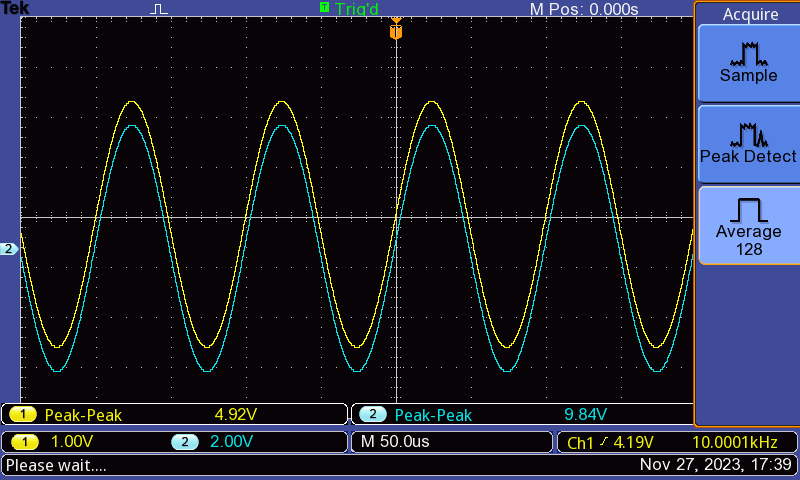 Tek Trig'd M Pos: 0.000s
T
T
Acquire
Sample
Peak Detect
Average
128
2
1 Peak-Peak 4.92V 2 Peak-Peak 9.84V
1 1.00V 2 2.00V M 50.0us Ch1 4.19V 10.0001kHz
Please wait.... Nov 27, 2023, 17:39